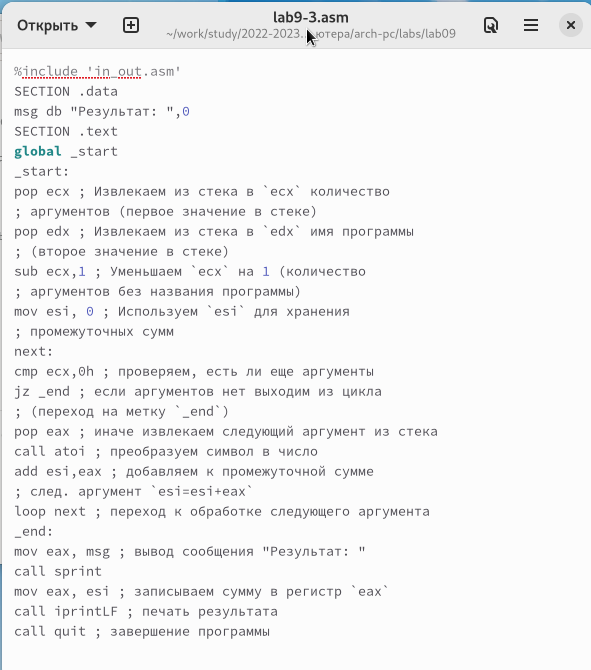 Открыть
lab9-3.asm
~/work/study/2022-2023…ютера/arch-pc/labs/lab09
%include 'in_out.asm'
SECTION .data
msg db "Результат: ",0
SECTION .text
global _start
_start:
pop ecx ; Извлекаем из стека в `ecx` количество
; аргументов (первое значение в стеке)
pop edx ; Извлекаем из стека в `edx` имя программы
; (второе значение в стеке)
sub ecx,1 ; Уменьшаем `ecx` на 1 (количество
; аргументов без названия программы)
mov esi, 0 ; Используем `esi` для хранения
; промежуточных сумм
next:
cmp ecx,0h ; проверяем, есть ли еще аргументы
jz _end ; если аргументов нет выходим из цикла
; (переход на метку `_end`)
pop eax ; иначе извлекаем следующий аргумент из стека
call atoi ; преобразуем символ в число
add esi,eax ; добавляем к промежуточной сумме
; след. аргумент `esi=esi+eax`
loop next ; переход к обработке следующего аргумента
_end:
mov eax, msg ; вывод сообщения "Результат: "
call sprint
mov eax, esi ; записываем сумму в регистр `eax`
call iprintLF ; печать результата
call quit ; завершение программы